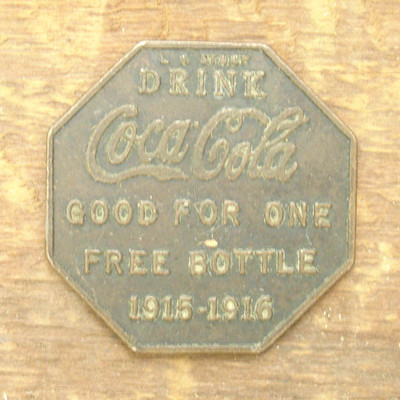 DRINK
Coca-Cola
GOOD FOR ONE
FREE BOTTLE
1915-1916